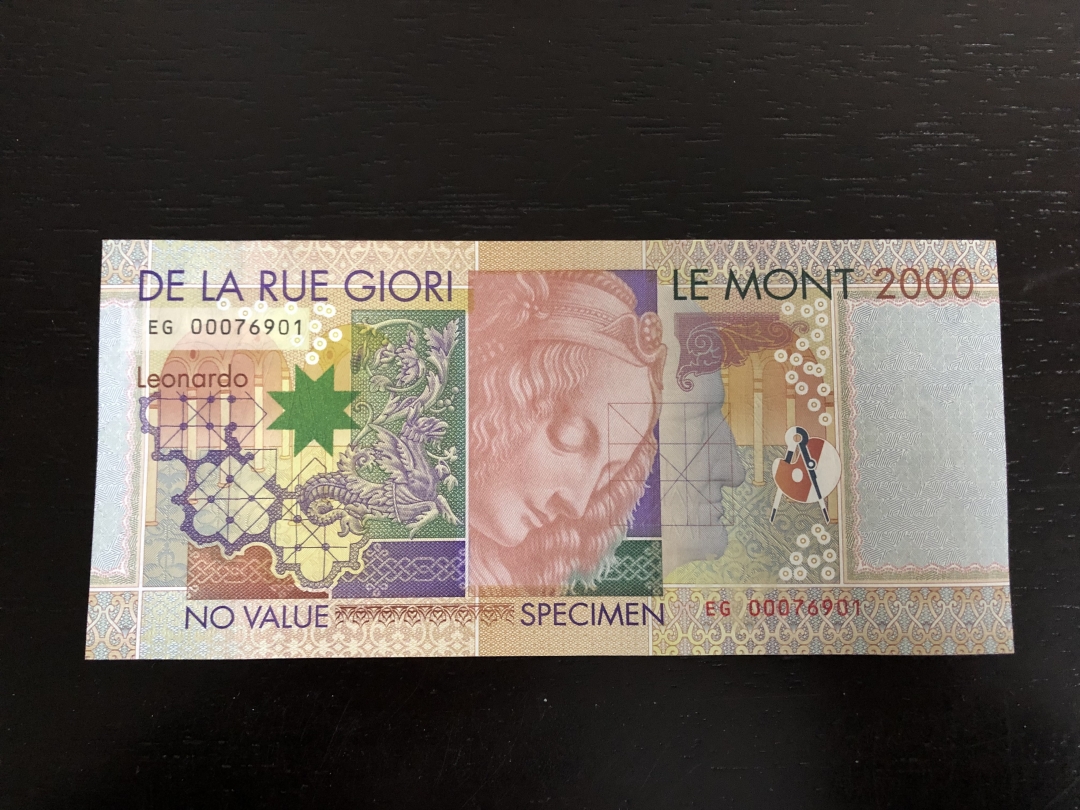 DE LA RUE GIORI
LE MONT 2000
EG 00076901
Leonardo
NO VALUE
SPECIMEN
EG 00076901